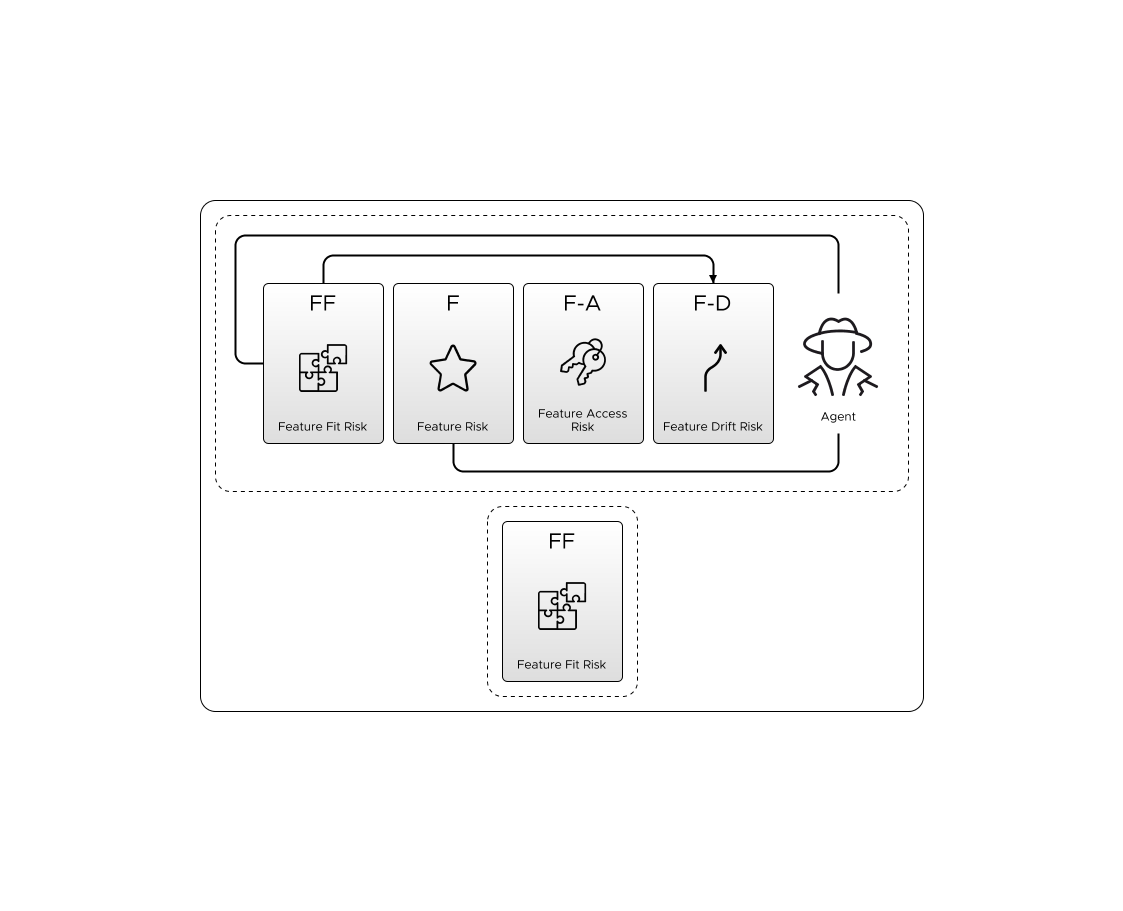 FF
F
F-A
F-D
Feature Fit Risk
Feature Risk
Feature Access
Risk
Feature Drift Risk
Agent
FF
Feature Fit Risk